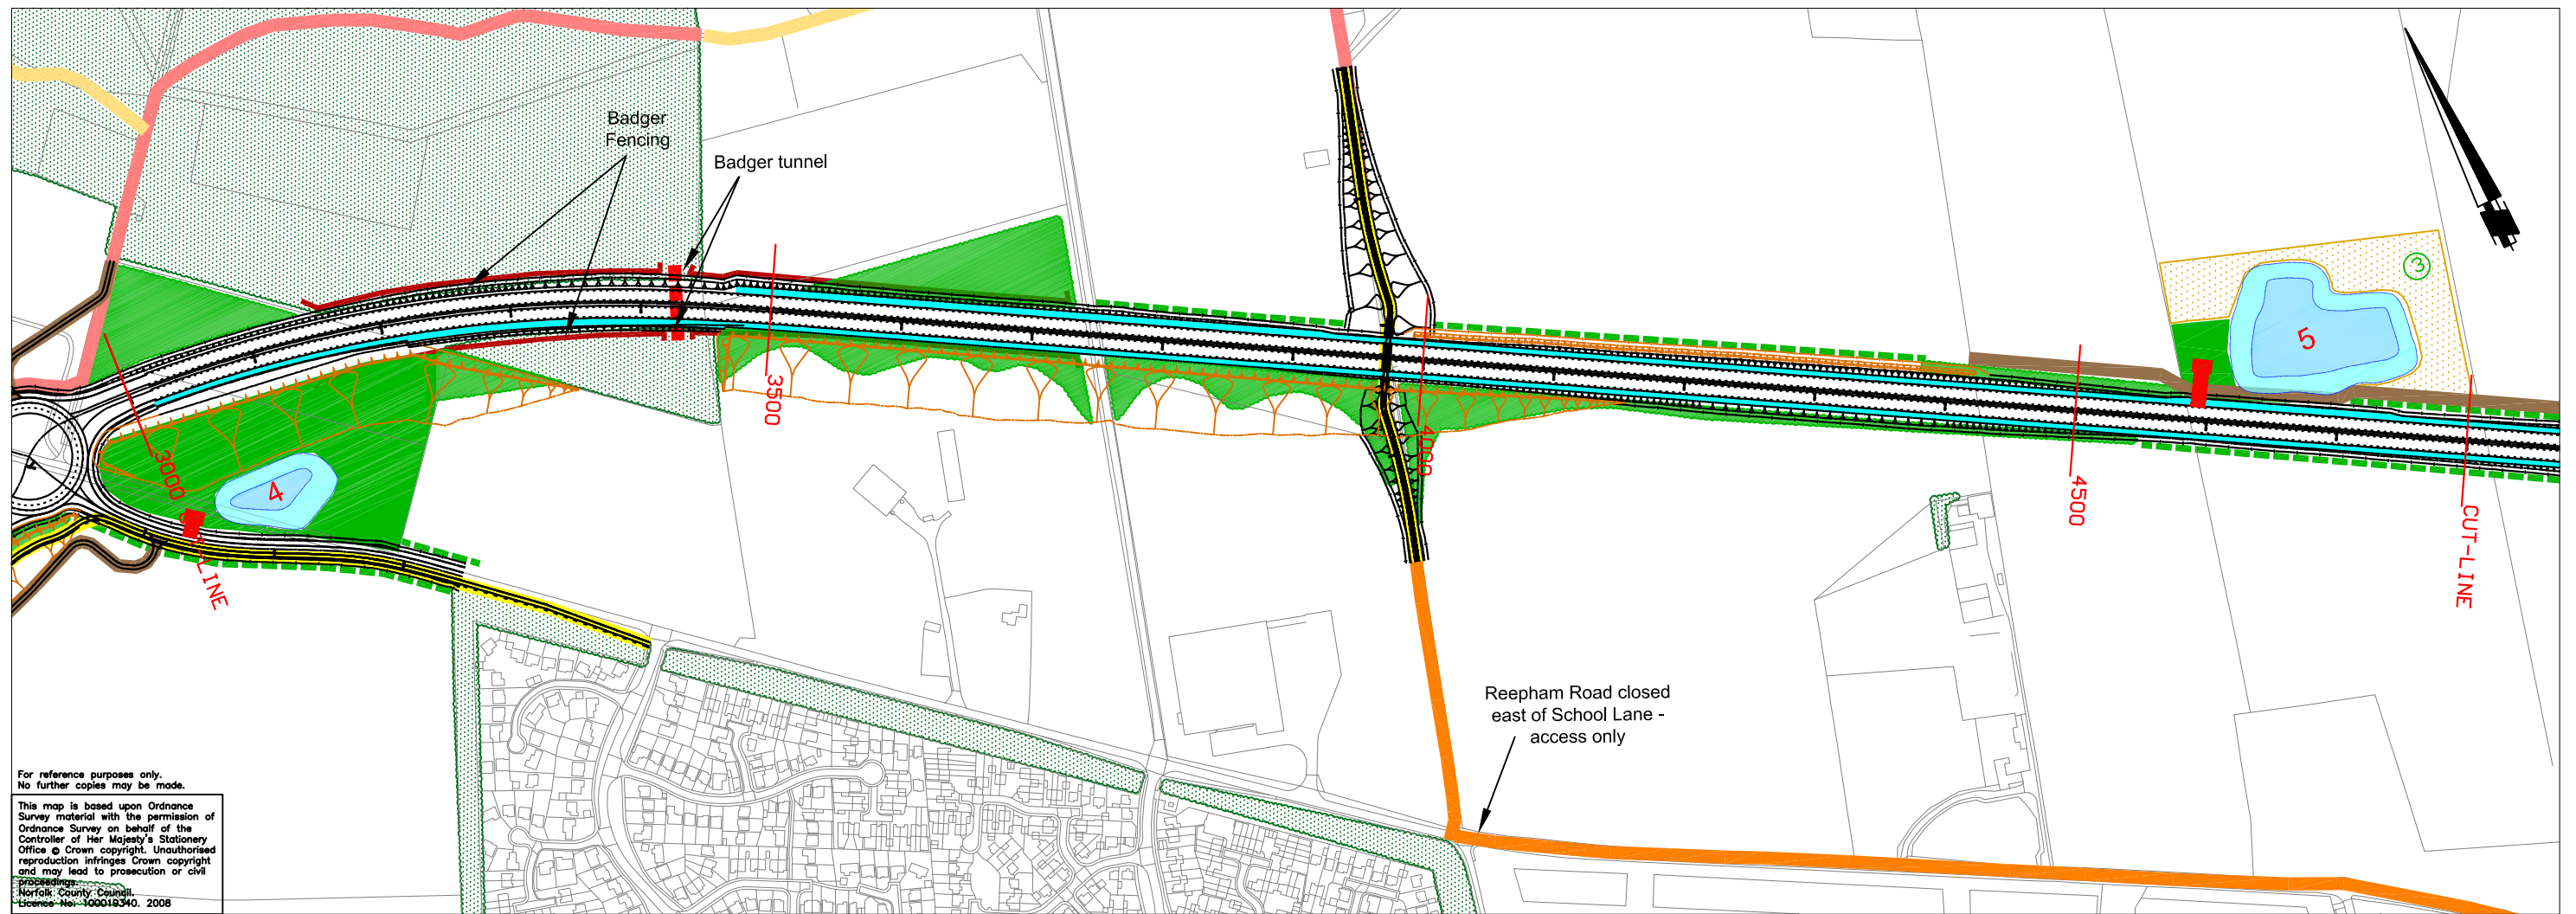 Badger
Fencing
Badger tunnel
3
5
3500
4000
4500
CUT-LINE
3000
4
Reepham Road closed
east of School Lane -
access only
For reference purposes only.
No further copies may be made.
This map is based upon Ordnance
Survey material with the permission of
Ordnance Survey on behalf of the
Controller of Her Majesty's Stationery
Office © Crown copyright. Unauthorised
reproduction infringes Crown copyright
and may lead to prosecution or civil
proceedings.
Norfolk County Council.
Licence No: 100019340. 2008